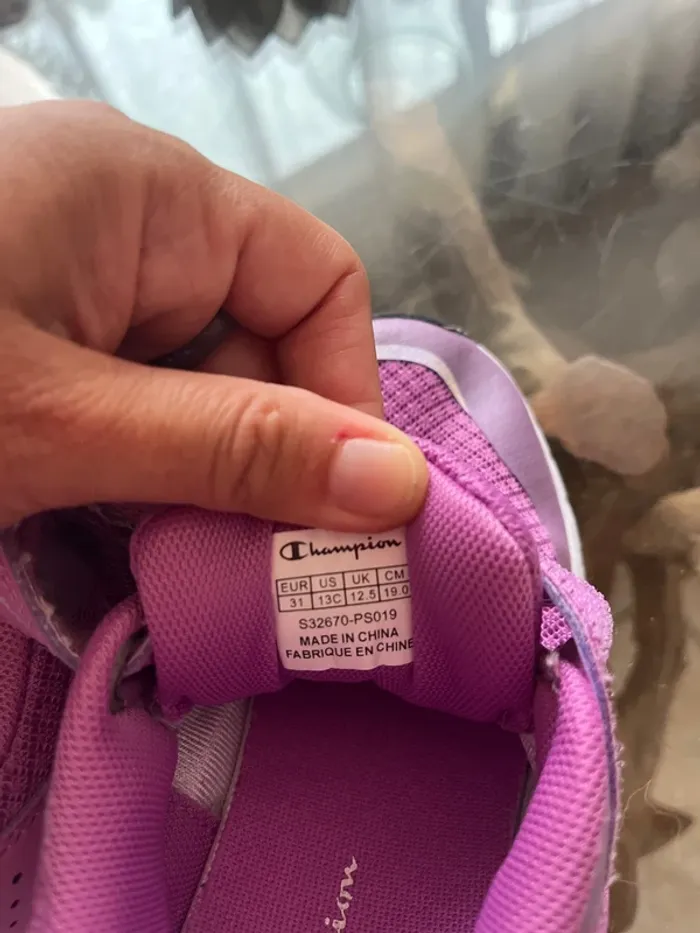 Champion
EUR US UK CM
31 13C 12.5 19.0
S32670-PS019
MADE IN CHINA
FABRIQUE EN CHINE